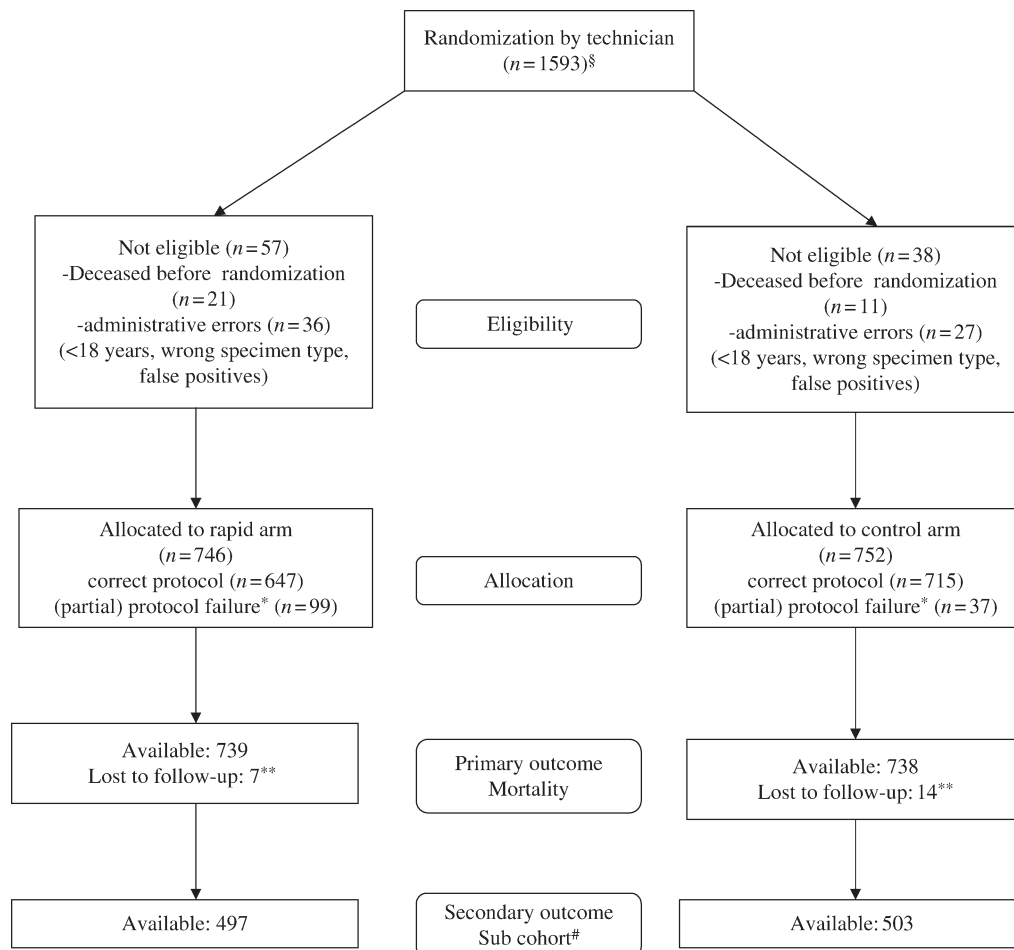 Randomization by technician
(n=1593)§
Not eligible (n=57)
-Deceased before randomization
(n=21)
-administrative errors (n=36)
(<18 years, wrong specimen type,
false positives)
Eligibility
Not eligible (n=38)
-Deceased before randomization
(n=11)
-administrative errors (n=27)
(<18 years, wrong specimen type,
false positives)
Allocated to rapid arm
(n=746)
correct protocol (n=647)
(partial) protocol failure* (n=99)
Allocation
Allocated to control arm
(n=752)
correct protocol (n=715)
(partial) protocol failure* (n=37)
Available: 739
Lost to follow-up: 7**
Primary outcome
Mortality
Available: 738
Lost to follow-up: 14**
Available: 497
Secondary outcome
Sub cohort#
Available: 503